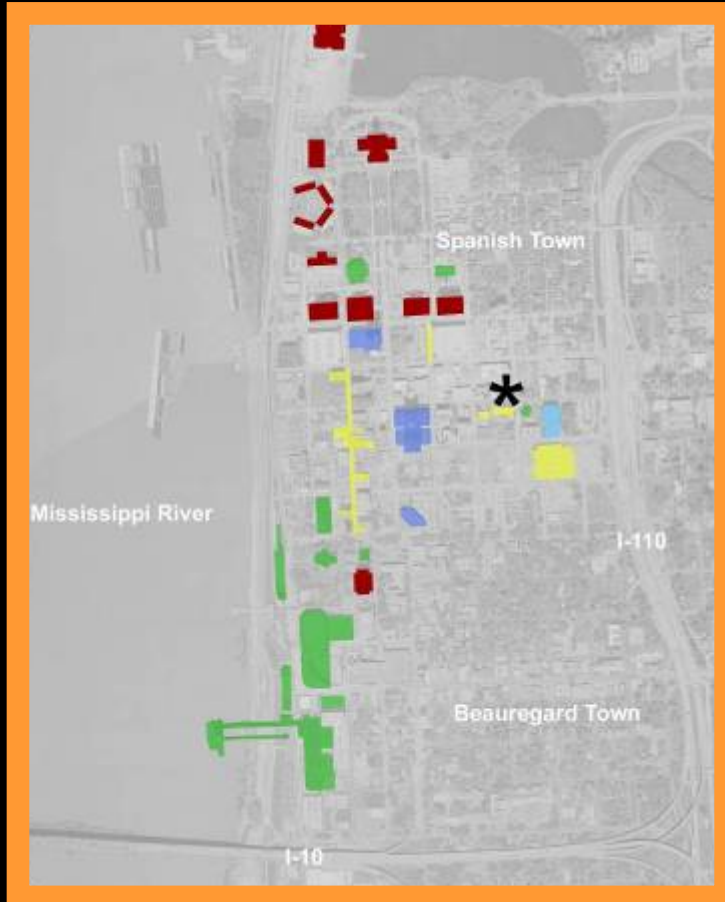 Spanish Town
*
Mississippi River
I-110
Beauregard Town
I-10